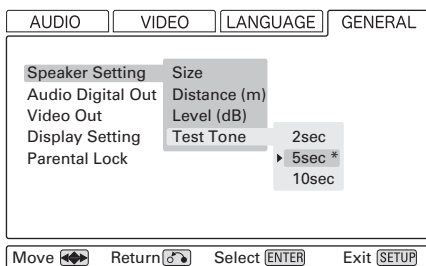 AUDIO VIDEO LANGUAGE GENERAL
Speaker Setting Size
Audio Digital Out Distance (m)
Video Out Level (dB)
Display Setting Test Tone 2sec
Parental Lock 5sec *
10sec
Move Return Select ENTER Exit SETUP